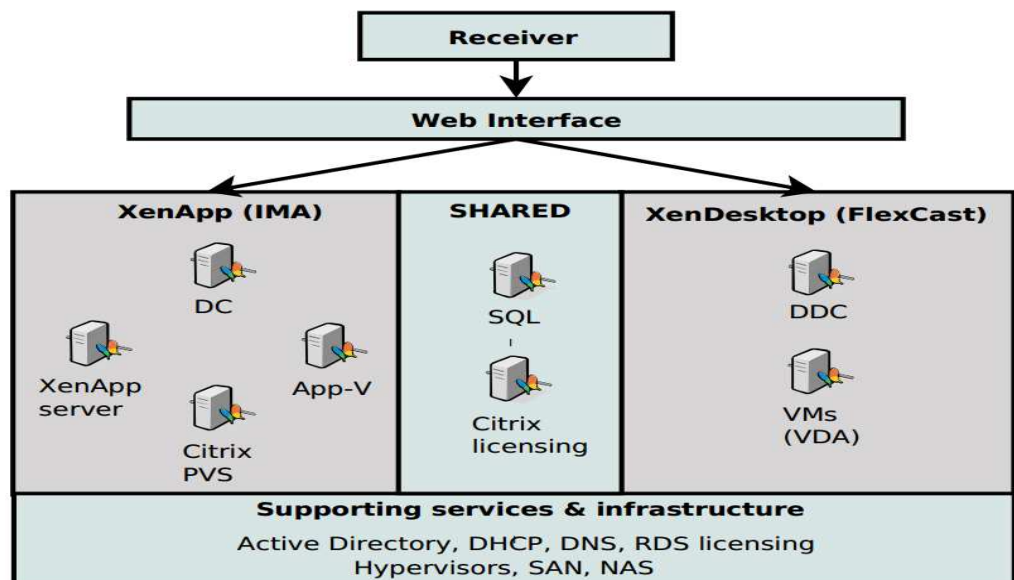 Receiver
Web Interface
XenApp (IMA)
DC
XenApp
server
App-V
Citrix
PVS
SHARED
SQL
Citrix
licensing
XenDesktop (FlexCast)
DDC
VMs
(VDA)
Supporting services & infrastructure
Active Directory, DHCP, DNS, RDS licensing
Hypervisors, SAN, NAS